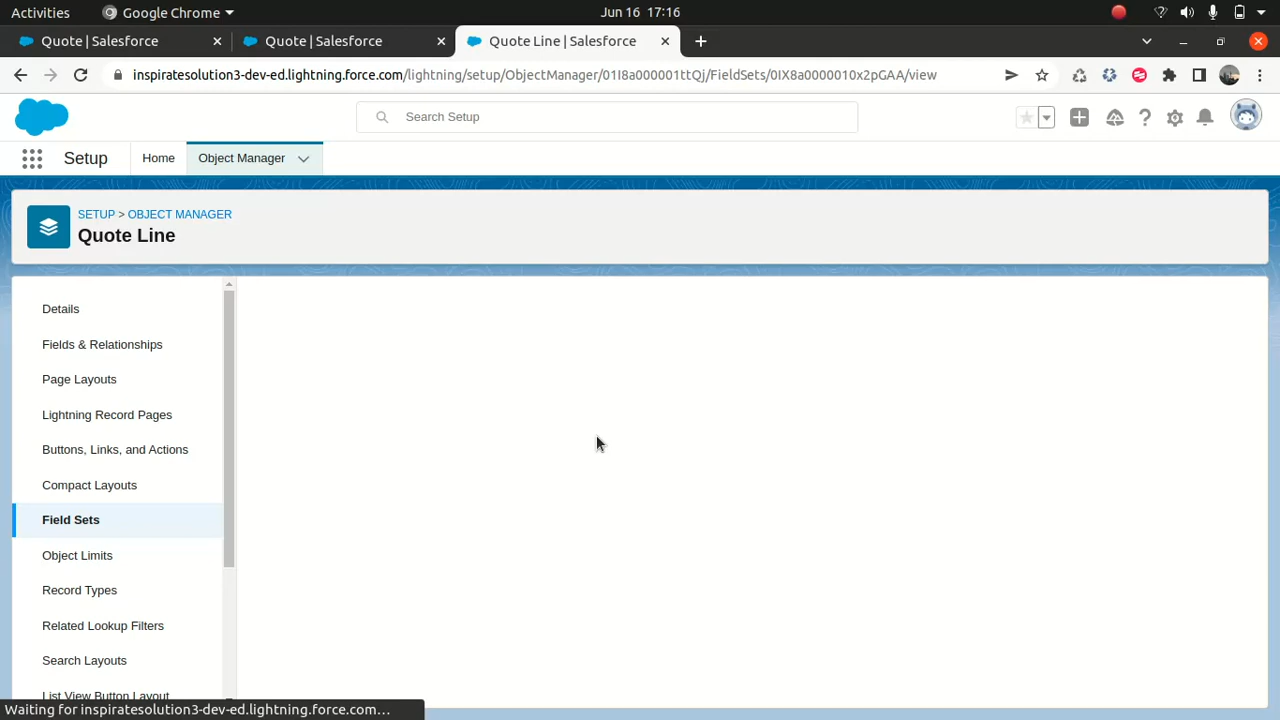 Activities
Google Chrome
Jun 16 17:16
Quote | Salesforce
Quote | Salesforce
Quote Line | Salesforce
inspiratesolution3-dev-ed.lightning.force.com/lightning/setup/ObjectManager/01I8a000001ttQj/FieldSets/0IX8a0000010x2pGAA/view
Search Setup
Setup
Home
Object Manager
SETUP > OBJECT MANAGER
Quote Line
Details
Fields & Relationships
Page Layouts
Lightning Record Pages
Buttons, Links, and Actions
Compact Layouts
Field Sets
Object Limits
Record Types
Related Lookup Filters
Search Layouts
List View Button Layout
Waiting for inspiratesolution3-dev-ed.lightning.force.com...